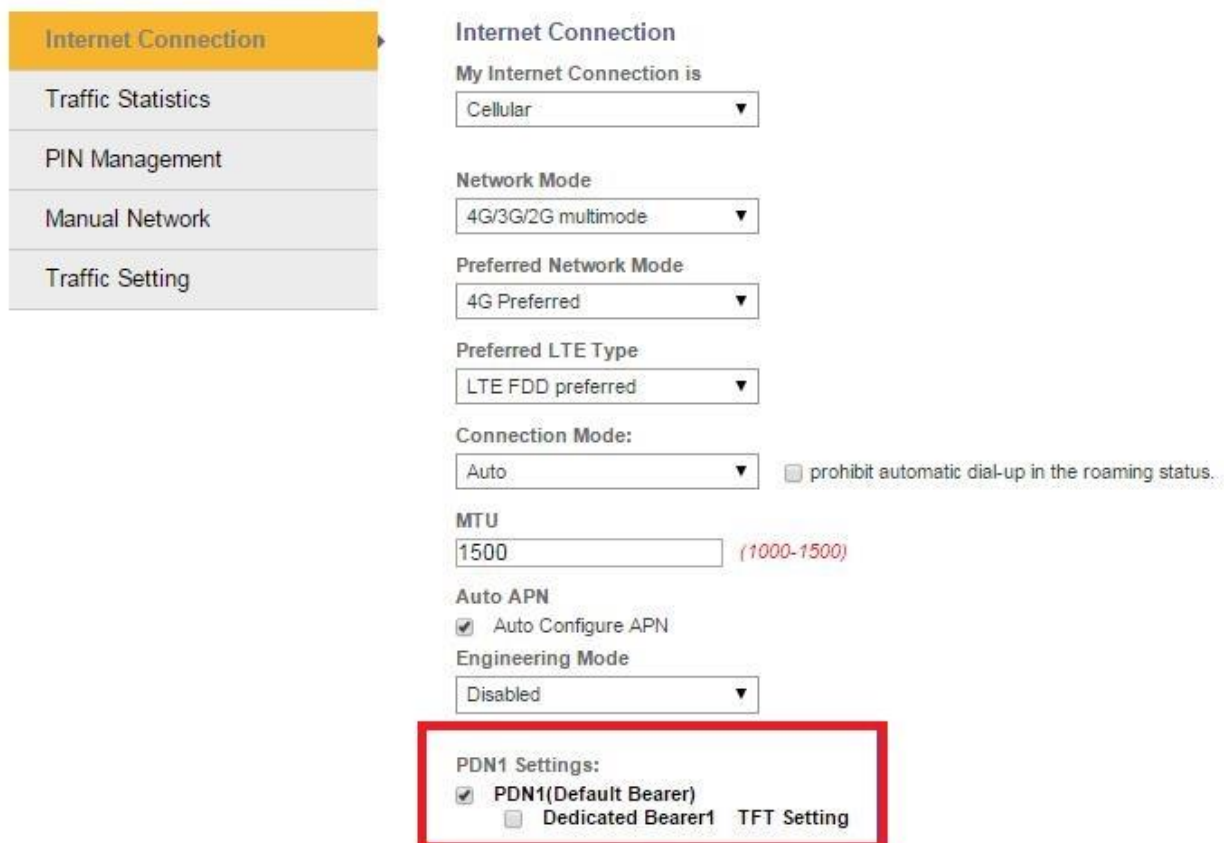 Internet Connection
Traffic Statistics
PIN Management
Manual Network
Traffic Setting
Internet Connection
My Internet Connection is
Cellular
Network Mode
4G/3G/2G multimode
Preferred Network Mode
4G Preferred
Preferred LTE Type
LTE FDD preferred
Connection Mode:
Auto prohibit automatic dial-up in the roaming status.
MTU
1500 (1000-1500)
Auto APN
Auto Configure APN
Engineering Mode
Disabled
PDN1 Settings:
PDN1(Default Bearer)
Dedicated Bearer1 TFT Setting